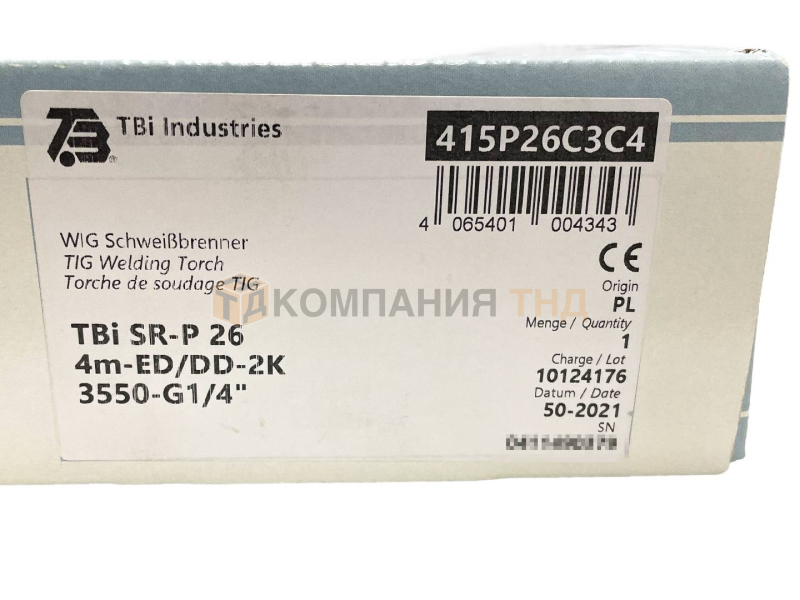 TBi Industries
415P26C3C4
4 065401 004343
WIG Schweißbrenner
TIG Welding Torch
Torche de soudage TIG
CE
Origin
PL
ТД КОМПАНИЯ ТНД
TBi SR-P 26
4m-ED/DD-2K
3550-G1/4"
Menge / Quantity
1
Charge / Lot
10124176
Datum / Date
50-2021
SN